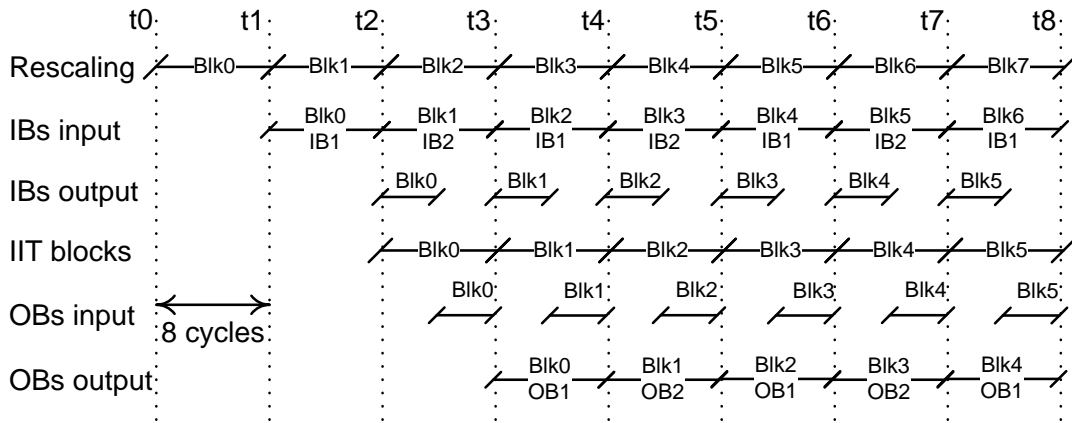 t0 t1 t2 t3 t4 t5 t6 t7 t8
Rescaling Blk0 Blk1 Blk2 Blk3 Blk4 Blk5 Blk6 Blk7
Blk0 Blk1 Blk2 Blk3 Blk4 Blk5 Blk6
IBs input
IB1 IB2 IB1 IB2 IB1 IB2 IB1
IBs output Blk0 Blk1 Blk2 Blk3 Blk4 Blk5
IIT blocks Blk0 Blk1 Blk2 Blk3 Blk4 Blk5
OBs input Blk0 Blk1 Blk2 Blk3 Blk4 Blk5
8 cycles
Blk0 Blk1 Blk2 Blk3 Blk4
OBs output
OB1 OB2 OB1 OB2 OB1